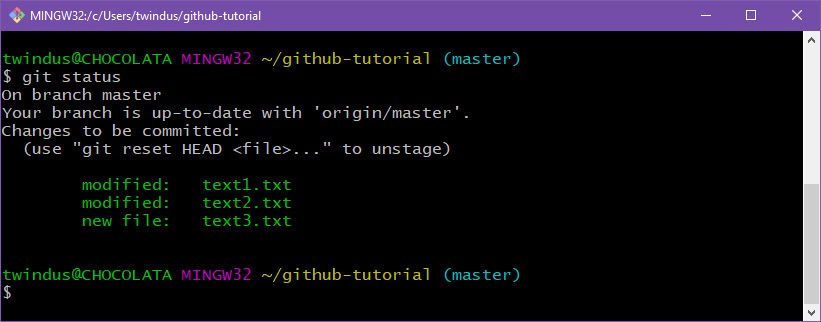 MINGW32:/c/Users/twindus/github-tutorial
twindus@CHOCOLATA MINGW32 ~/github-tutorial (master)
$ git status
On branch master
Your branch is up-to-date with 'origin/master'.
Changes to be committed:
  (use "git reset HEAD <file>..." to unstage)
        modified:   text1.txt
        modified:   text2.txt
        new file:   text3.txt
twindus@CHOCOLATA MINGW32 ~/github-tutorial (master)
$